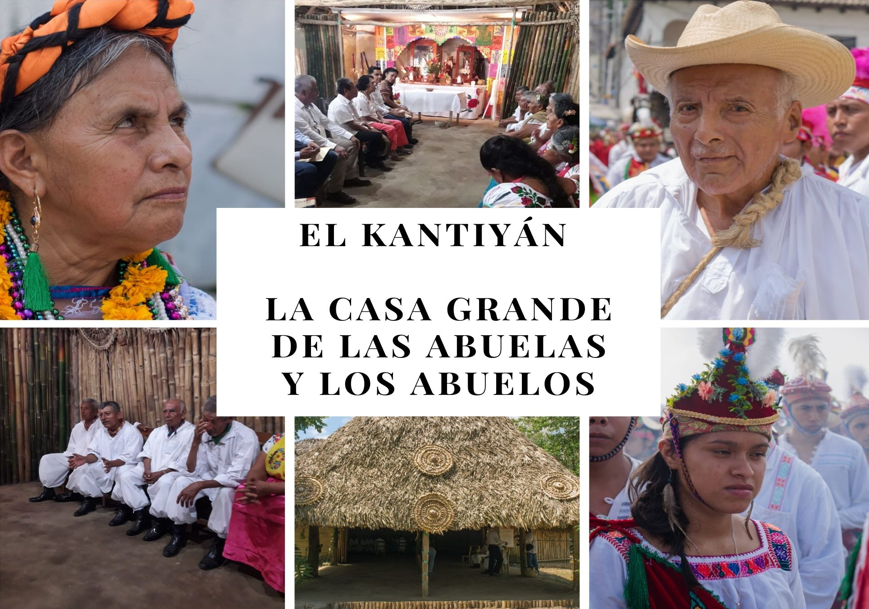 EL KANTIYÁN
LA CASA GRANDE
DE LAS ABUELAS
Y LOS ABUELOS